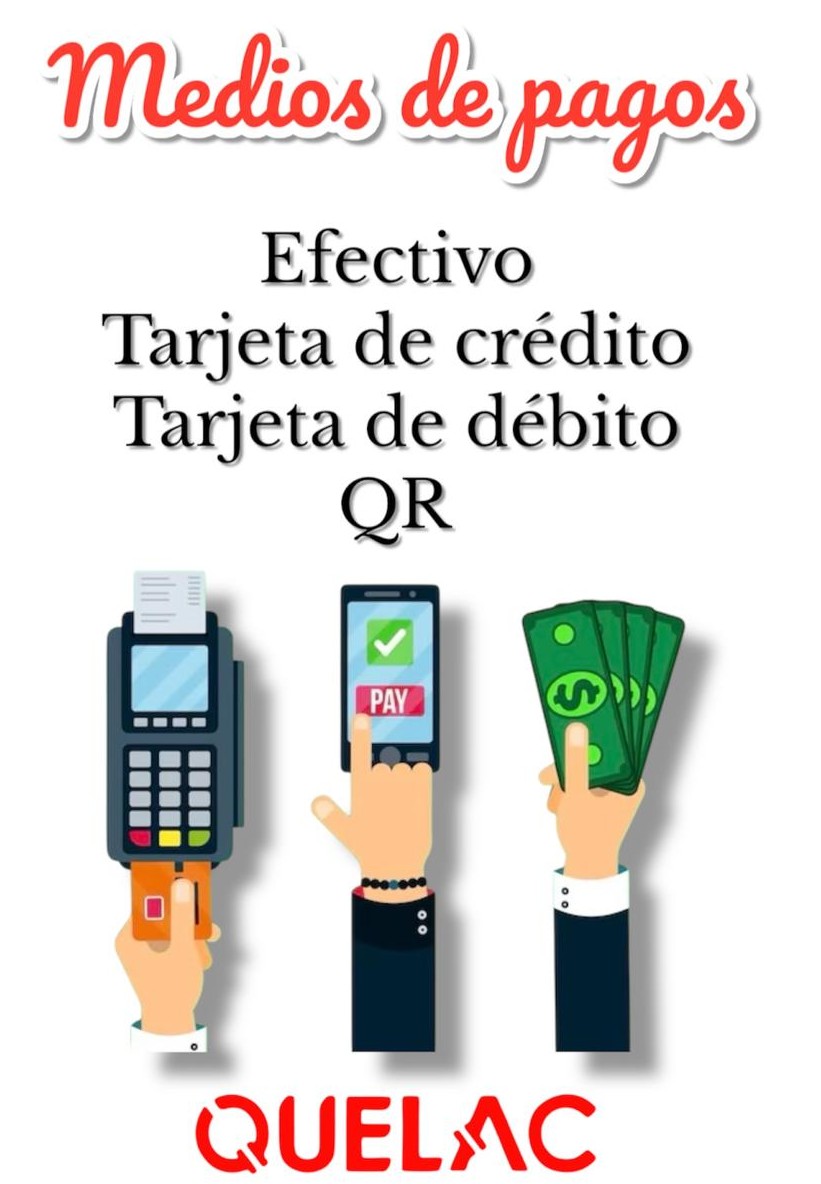 Medios de pagos
Efectivo
Tarjeta de crédito
Tarjeta de débito
QR
PAY
QUELAC